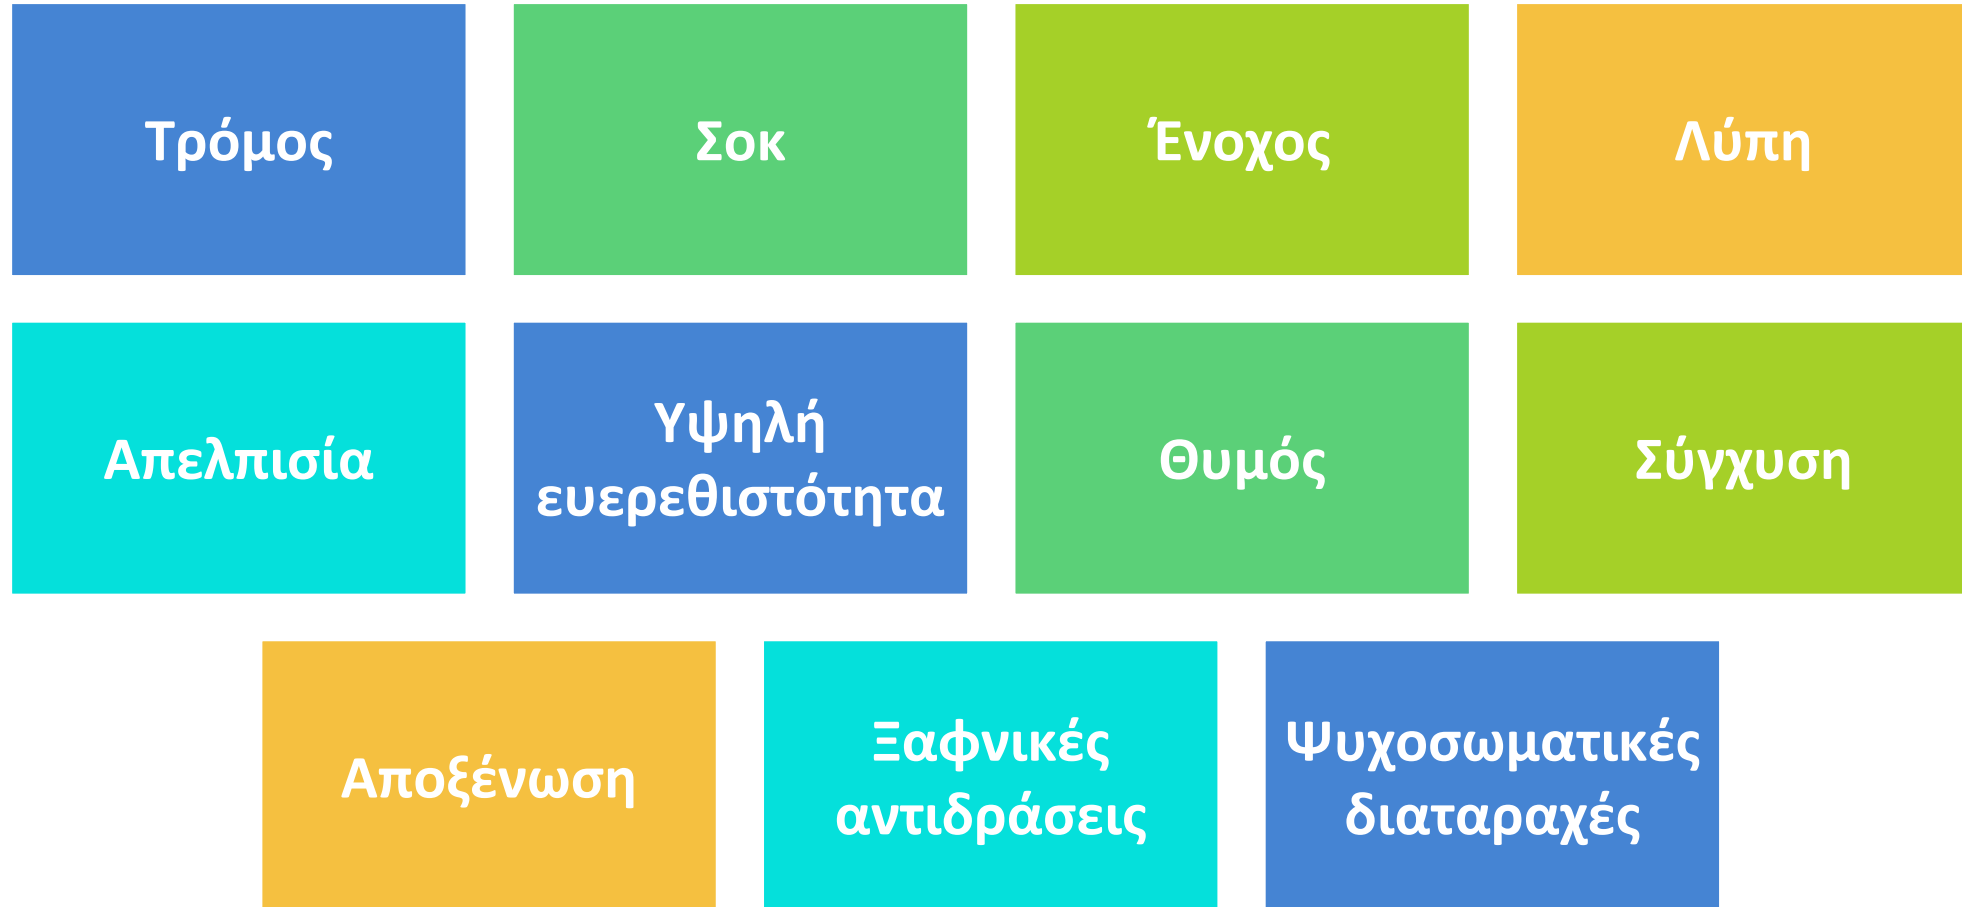 Τρόμος
Σοκ
Ένοχος
Λύπη
Απελπισία
Υψηλή
ευερεθιστότητα
Θυμός
Σύγχυση
Αποξένωση
Ξαφνικές
αντιδράσεις
Ψυχοσωματικές
διαταραχές